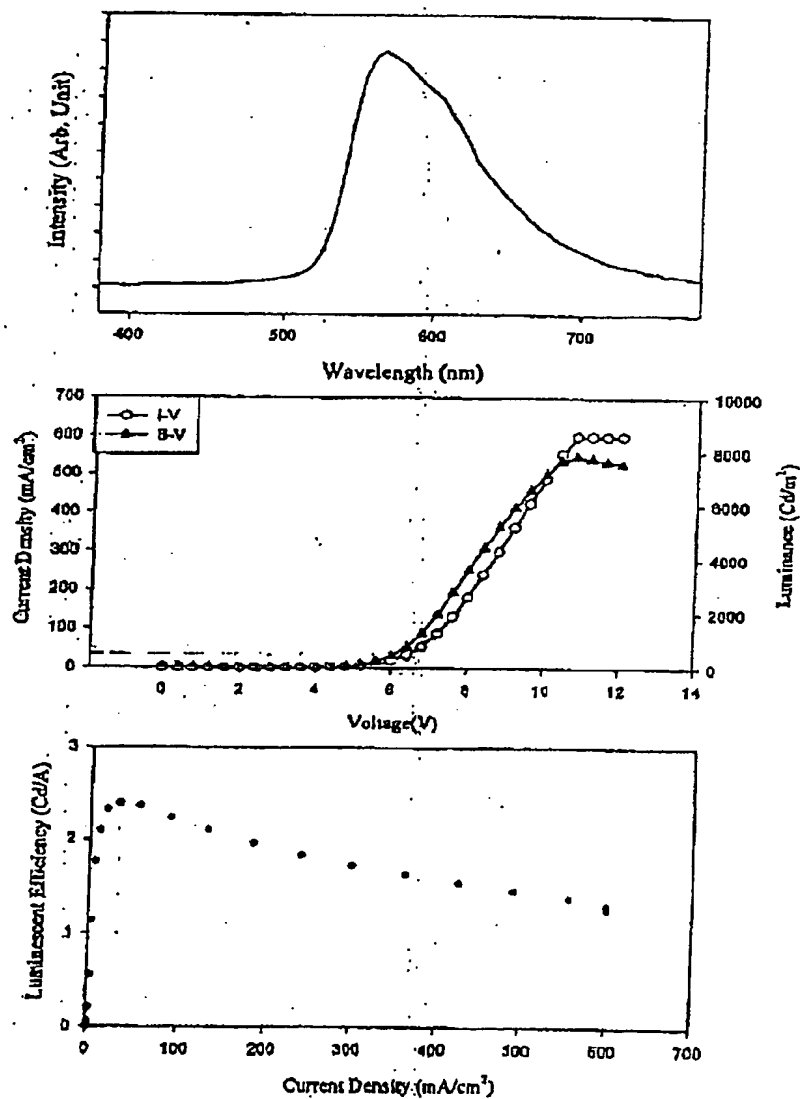 Intensity (Arb. Unit)
400 500 600 700
Wavelength (nm)
I-V
B-V
Current Density (mA/cm²)
700
600
500
400
300
200
100
0
10000
8000
6000
4000
2000
0
Luminance (Cd/m²)
0 2 4 6 8 10 12 14
Voltage(V)
Luminescent Efficiency (Cd/A)
3
2
1
0
0 100 200 300 400 500 600 700
Current Density (mA/cm²)